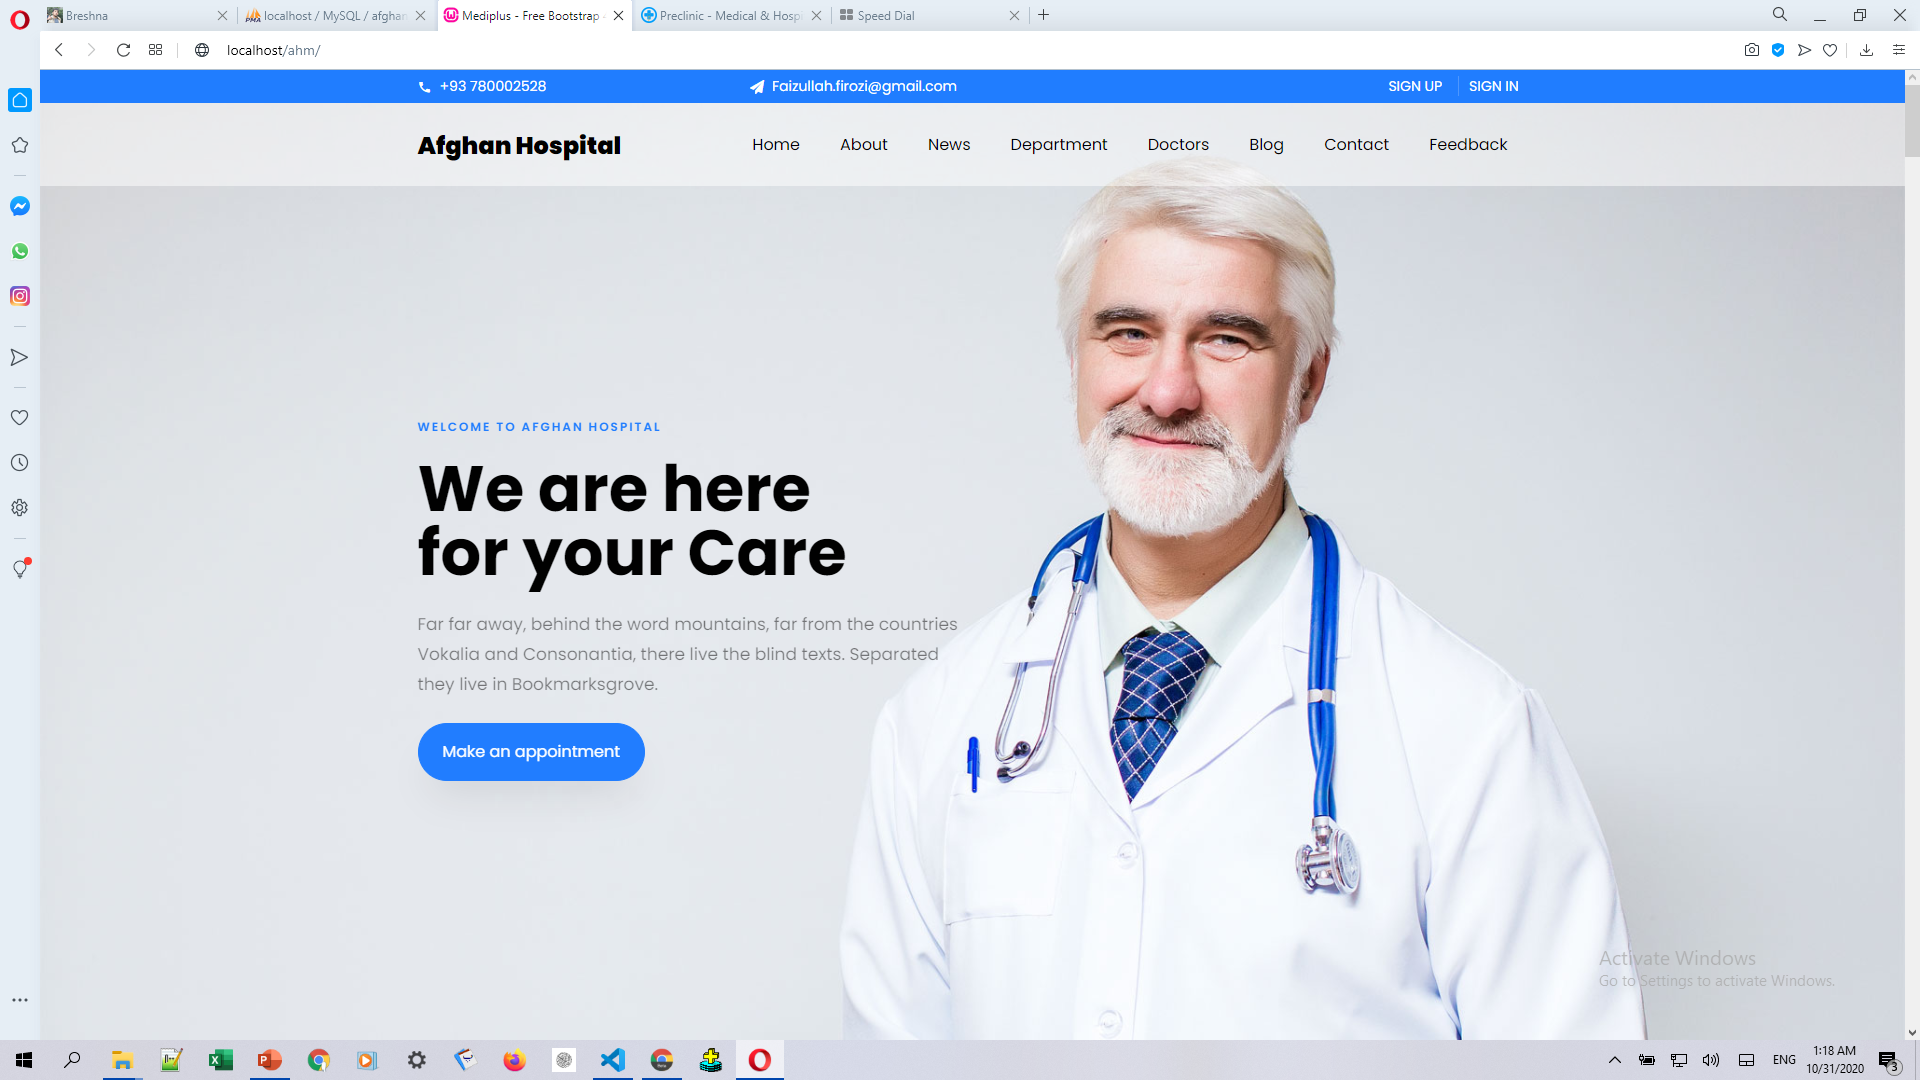 Breshna
localhost / MySQL / afghan
Mediplus - Free Bootstrap 4
Preclinic - Medical & Hospi
Speed Dial
localhost/ahm/
+93 780002528
Faizullah.firozi@gmail.com
SIGN UP
SIGN IN
Afghan Hospital
Home
About
News
Department
Doctors
Blog
Contact
Feedback
WELCOME TO AFGHAN HOSPITAL
We are here
for your Care
Far far away, behind the word mountains, far from the countries
Vokalia and Consonantia, there live the blind texts. Separated
they live in Bookmarksgrove.
Make an appointment
Activate Windows
Go to Settings to activate Windows.
ENG
1:18 AM
10/31/2020
3